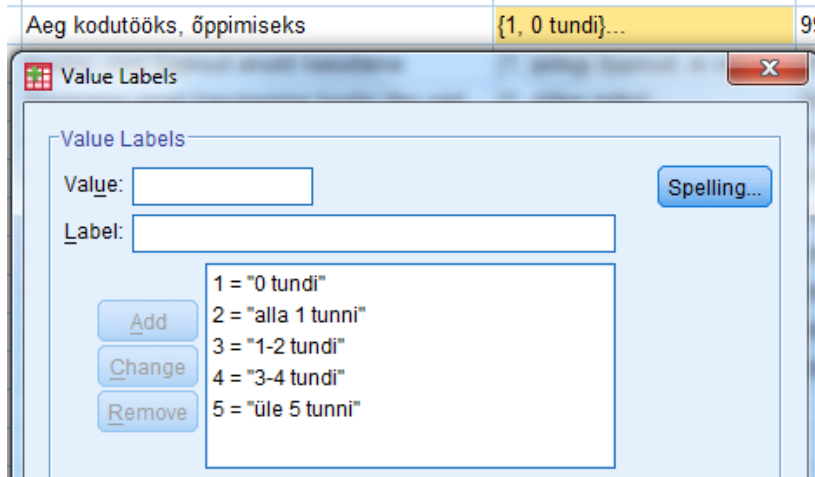 Aeg kodutööks, õppimiseks {1, 0 tundi}...
Value Labels
Value Labels
Value:
Spelling...
Label:
1 = "0 tundi"
Add
2 = "alla 1 tunni"
3 = "1-2 tundi"
Change
4 = "3-4 tundi"
Remove
5 = "üle 5 tunni"